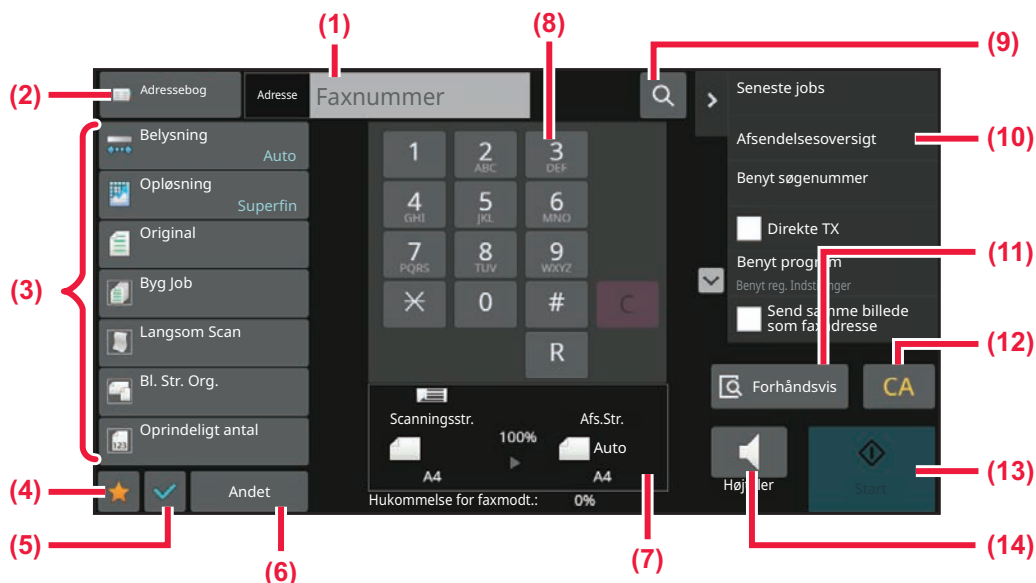 (1)
(8)
(9)
(2)
Adressebog
Adresse
Faxnummer
Seneste jobs
(10)
Afsendelsesoversigt
Benyt søgenummer
Direkte TX
(11)
Benyt program
Benyt reg. Indstillinger
Send samme billede
som faxadresse
(12)
(3)
Belysning
Auto
Opløsning
Superfin
Original
Byg Job
Langsom Scan
Bl. Str. Org.
Oprindeligt antal
123
1
2
ABC
3
DEF
4
GHI
5
JKL
6
MNO
7
PQRS
8
TUV
9
WXYZ
0
#
C
R
Forhåndsvis
CA
Scanningsstr.
100%
Afs.Str.
Auto
A4
A4
Hukommelse for faxmodt.: 0%
Start
(13)
(4)
Andet
(5)
(6)
(7)
(14)